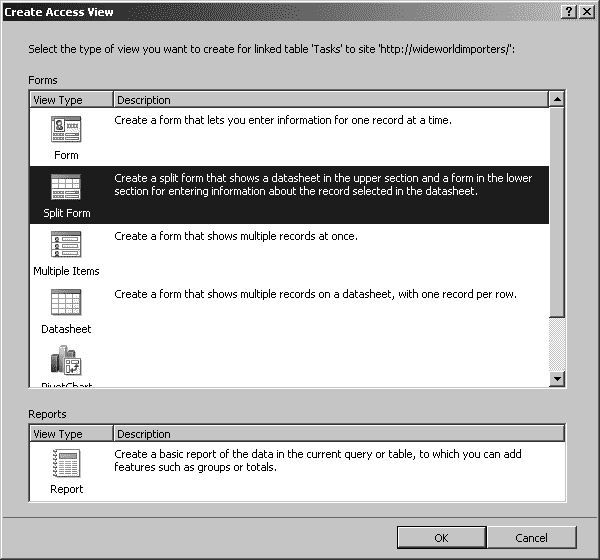 Create Access View
Select the type of view you want to create for linked table 'Tasks' to site 'http://wideworldimporters/':
Forms
View Type Description
Form Create a form that lets you enter information for one record at a time.
Split Form Create a split form that shows a datasheet in the upper section and a form in the lower
section for entering information about the record selected in the datasheet.
Multiple Items Create a form that shows multiple records at once.
Datasheet Create a form that shows multiple records on a datasheet, with one record per row.
PivotChart
Reports
View Type Description
Report Create a basic report of the data in the current query or table, to which you can add
features such as groups or totals.
OK Cancel